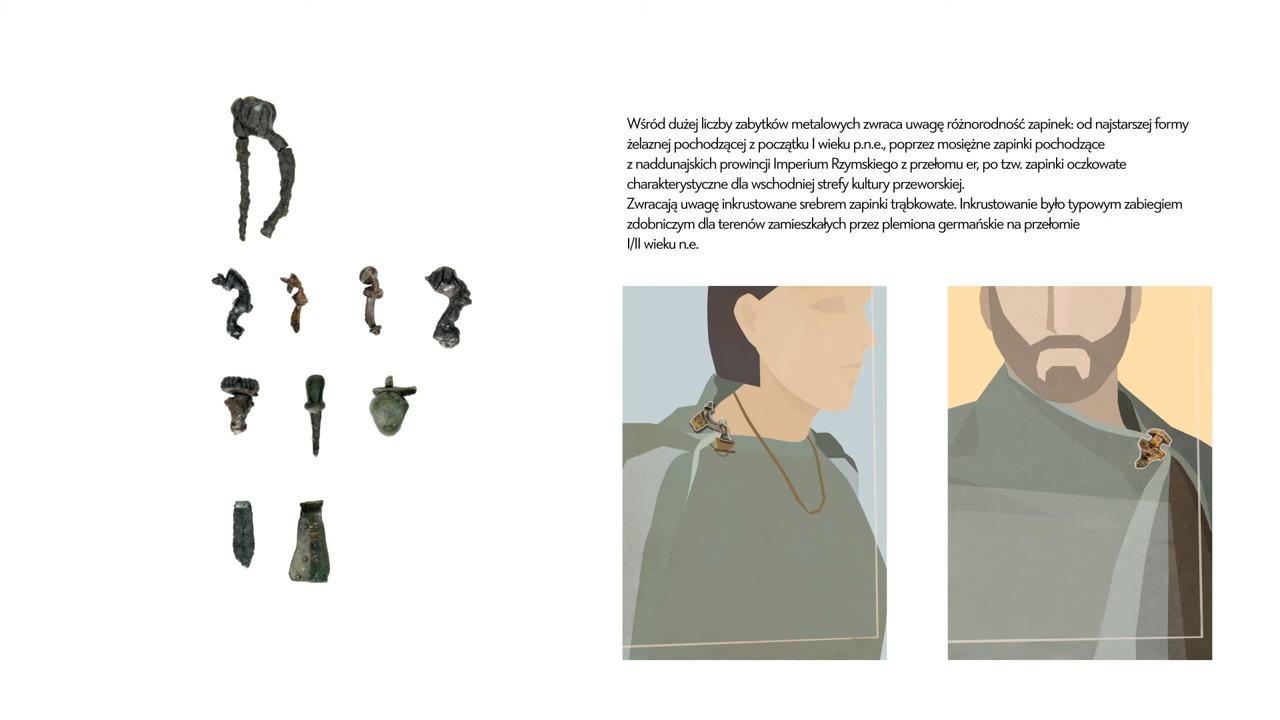 Wśród dużej liczby zabytków metalowych zwraca uwagę różnorodność zapinek: od najstarszej formy
żelaznej pochodzącej z początku I wieku p.n.e., poprzez mosiężne zapinki pochodzące
z naddunajskich prowincji Imperium Rzymskiego z przełomu er, po tzw. zapinki oczkowate
charakterystyczne dla wschodniej strefy kultury przeworskiej.
Zwracają uwagę inkrustowane srebrem zapinki trąbkowate. Inkrustowanie było typowym zabiegiem
zdobniczym dla terenów zamieszkałych przez plemiona germańskie na przełomie
I/II wieku n.e.